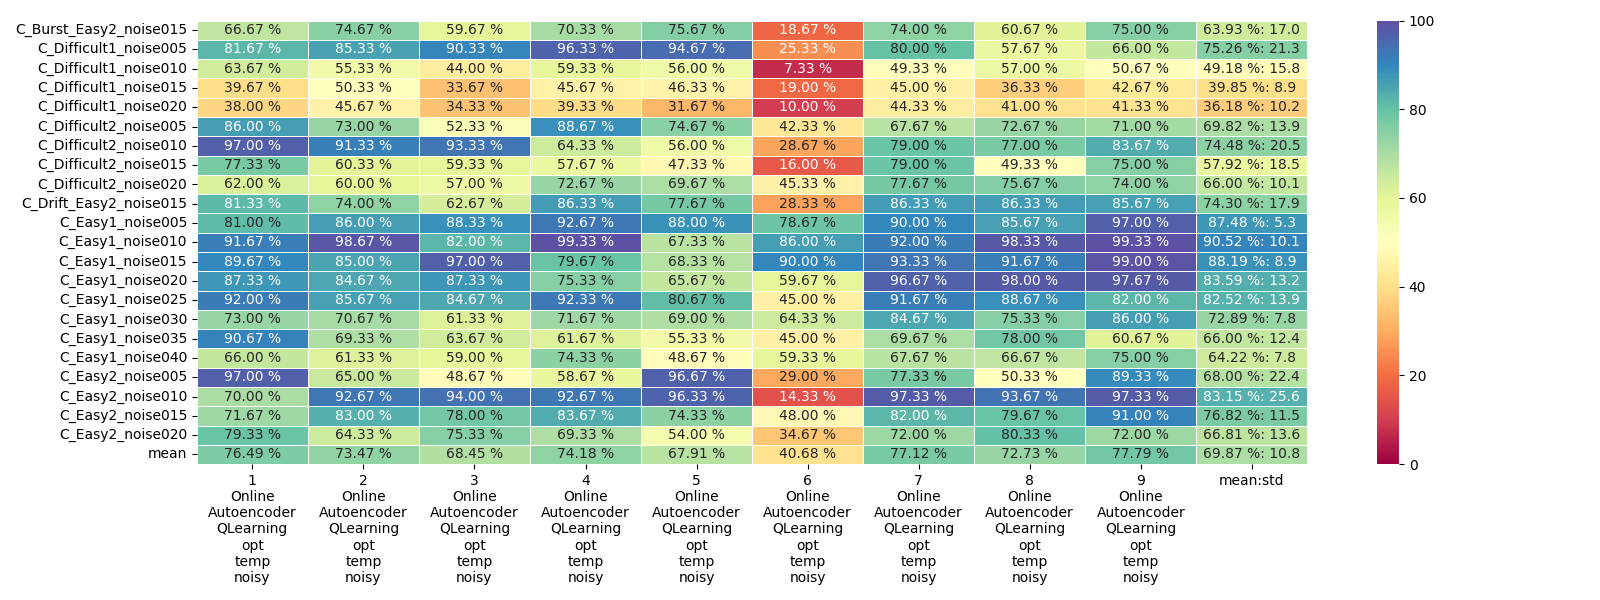 C_Burst_Easy2_noise015 66.67 % 74.67 % 59.67 % 70.33 % 75.67 % 18.67 % 74.00 % 60.67 % 75.00 % 63.93 %: 17.0
C_Difficult1_noise005 81.67 % 85.33 % 90.33 % 96.33 % 94.67 % 25.33 % 80.00 % 57.67 % 66.00 % 75.26 %: 21.3
C_Difficult1_noise010 63.67 % 55.33 % 44.00 % 59.33 % 56.00 % 7.33 % 49.33 % 57.00 % 50.67 % 49.18 %: 15.8
C_Difficult1_noise015 39.67 % 50.33 % 33.67 % 45.67 % 46.33 % 19.00 % 45.00 % 36.33 % 42.67 % 39.85 %: 8.9
C_Difficult1_noise020 38.00 % 45.67 % 34.33 % 39.33 % 31.67 % 10.00 % 44.33 % 41.00 % 41.33 % 36.18 %: 10.2
C_Difficult2_noise005 86.00 % 73.00 % 52.33 % 88.67 % 74.67 % 42.33 % 67.67 % 72.67 % 71.00 % 69.82 %: 13.9
C_Difficult2_noise010 97.00 % 91.33 % 93.33 % 64.33 % 56.00 % 28.67 % 79.00 % 77.00 % 83.67 % 74.48 %: 20.5
C_Difficult2_noise015 77.33 % 60.33 % 59.33 % 57.67 % 47.33 % 16.00 % 79.00 % 49.33 % 75.00 % 57.92 %: 18.5
C_Difficult2_noise020 62.00 % 60.00 % 57.00 % 72.67 % 69.67 % 45.33 % 77.67 % 75.67 % 74.00 % 66.00 %: 10.1
C_Drift_Easy2_noise015 81.33 % 74.00 % 62.67 % 86.33 % 77.67 % 28.33 % 86.33 % 86.33 % 85.67 % 74.30 %: 17.9
C_Easy1_noise005 81.00 % 86.00 % 88.33 % 92.67 % 88.00 % 78.67 % 90.00 % 85.67 % 97.00 % 87.48 %: 5.3
C_Easy1_noise010 91.67 % 98.67 % 82.00 % 99.33 % 67.33 % 86.00 % 92.00 % 98.33 % 99.33 % 90.52 %: 10.1
C_Easy1_noise015 89.67 % 85.00 % 97.00 % 79.67 % 68.33 % 90.00 % 93.33 % 91.67 % 99.00 % 88.19 %: 8.9
C_Easy1_noise020 87.33 % 84.67 % 87.33 % 75.33 % 65.67 % 59.67 % 96.67 % 98.00 % 97.67 % 83.59 %: 13.2
C_Easy1_noise025 92.00 % 85.67 % 84.67 % 92.33 % 80.67 % 45.00 % 91.67 % 88.67 % 82.00 % 82.52 %: 13.9
C_Easy1_noise030 73.00 % 70.67 % 61.33 % 71.67 % 69.00 % 64.33 % 84.67 % 75.33 % 86.00 % 72.89 %: 7.8
C_Easy1_noise035 90.67 % 69.33 % 63.67 % 61.67 % 55.33 % 45.00 % 69.67 % 78.00 % 60.67 % 66.00 %: 12.4
C_Easy1_noise040 66.00 % 61.33 % 59.00 % 74.33 % 48.67 % 59.33 % 67.67 % 66.67 % 75.00 % 64.22 %: 7.8
C_Easy2_noise005 97.00 % 65.00 % 48.67 % 58.67 % 96.67 % 29.00 % 77.33 % 50.33 % 89.33 % 68.00 %: 22.4
C_Easy2_noise010 70.00 % 92.67 % 94.00 % 92.67 % 96.33 % 14.33 % 97.33 % 93.67 % 97.33 % 83.15 %: 25.6
C_Easy2_noise015 71.67 % 83.00 % 78.00 % 83.67 % 74.33 % 48.00 % 82.00 % 79.67 % 91.00 % 76.82 %: 11.5
C_Easy2_noise020 79.33 % 64.33 % 75.33 % 69.33 % 54.00 % 34.67 % 72.00 % 80.33 % 72.00 % 66.81 %: 13.6
mean 76.49 % 73.47 % 68.45 % 74.18 % 67.91 % 40.68 % 77.12 % 72.73 % 77.79 % 69.87 %: 10.8
1 2 3 4 5 6 7 8 9 mean:std
Online Online Online Online Online Online Online Online Online
Autoencoder Autoencoder Autoencoder Autoencoder Autoencoder Autoencoder Autoencoder Autoencoder Autoencoder
QLearning QLearning QLearning QLearning QLearning QLearning QLearning QLearning QLearning
opt opt opt opt opt opt opt opt opt
temp temp temp temp temp temp temp temp temp
noisy noisy noisy noisy noisy noisy noisy noisy noisy
100
80
60
40
20
0